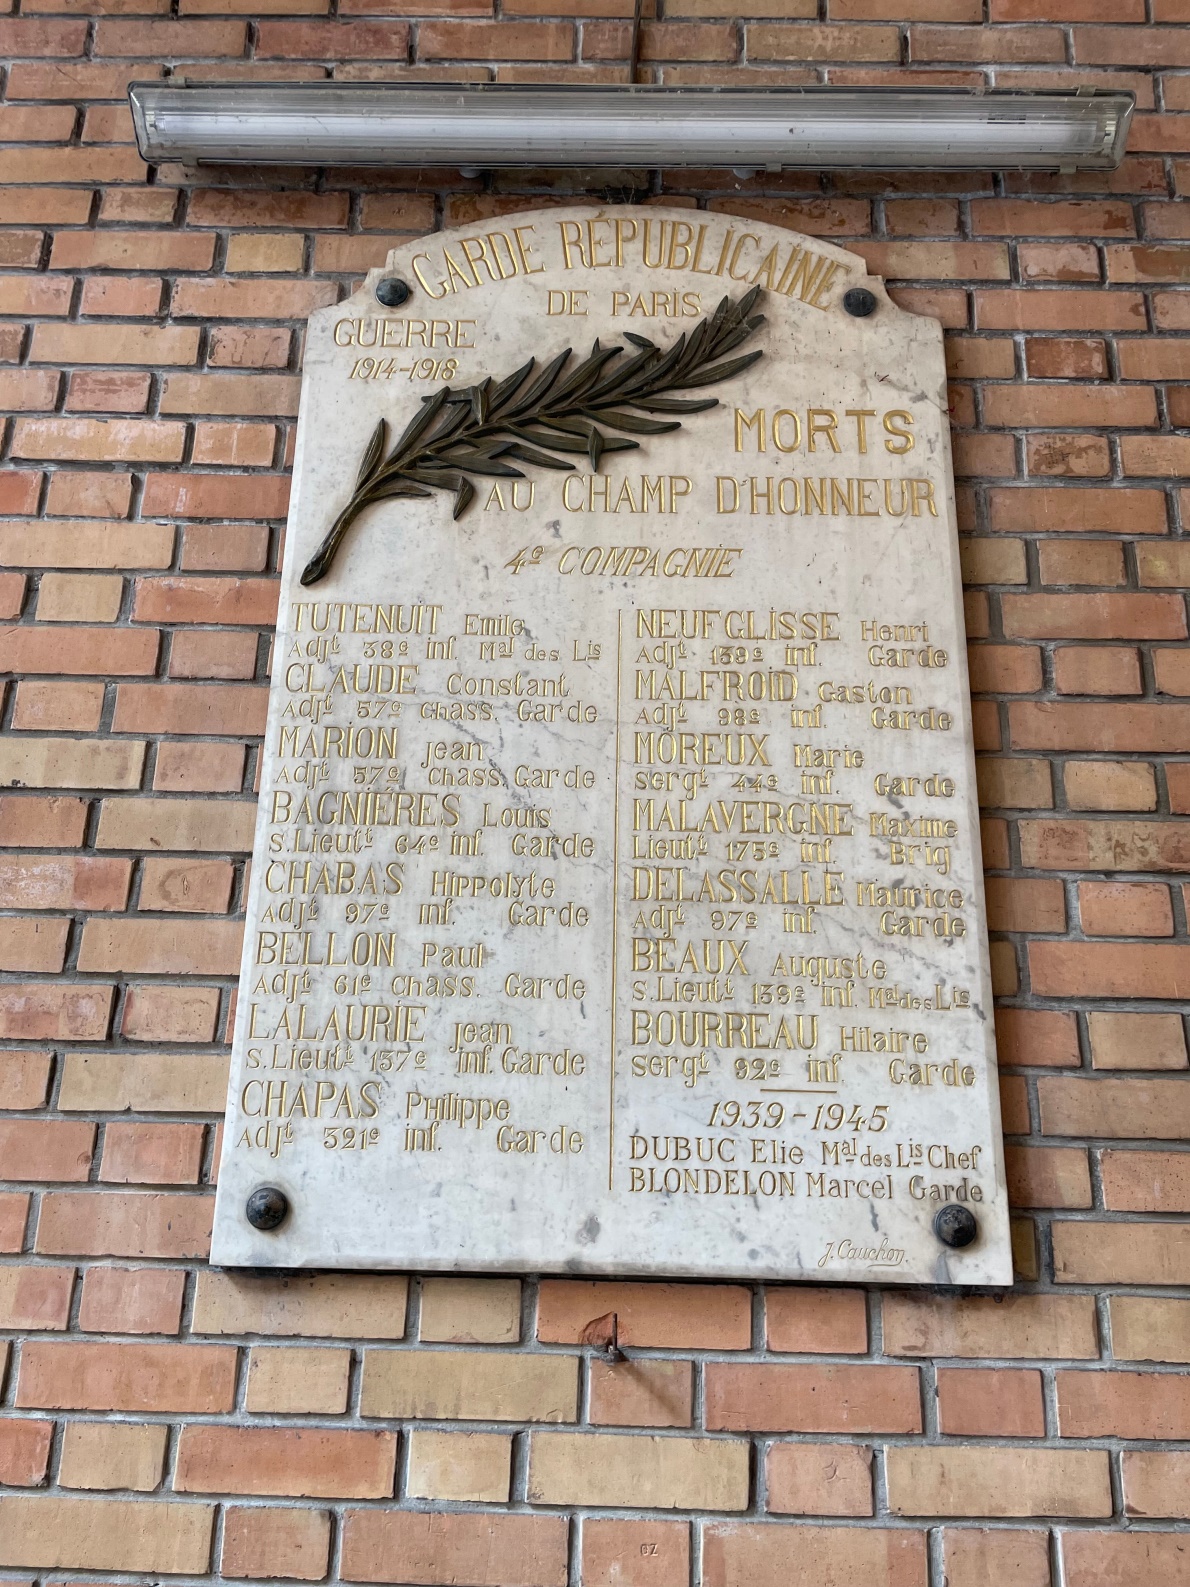 GARDE RÉPUBLICAINE
DE PARIS
GUERRE
1914-1918
MORTS
AU CHAMP D'HONNEUR
4e COMPAGNIE
TUTENUIT Emile
Adjt 38e inf. Mal des Lis
CLAUDE Constant
Adjt 57e chass. Garde
MARION Jean
Adjt 57e chass. Garde
BAGNIÉRES Louis
S.Lieutt 64e inf. Garde
CHABAS Hippolyte
Adjt 97e inf. Garde
BELLON Paul
Adjt 61e chass. Garde
LALAURIE Jean
S.Lieutt 137e inf. Garde
CHAPAS Philippe
Adjt 321e inf. Garde
NEUFGLISSE Henri
Adjt 139e inf. Garde
MALFROID Gaston
Adjt 98e inf. Garde
MOREUX Marie
Sergt 44e inf. Garde
MALAVERGNE Maxime
Lieutt 175e inf. Brig
DELASSALLE Maurice
Adjt 97e inf. Garde
BÉAUX Auguste
S.Lieutt 139e inf. Mal des Lis
BOURREAU Hilaire
Sergt 92e inf. Garde
1939-1945
DUBUC Elie Mal des Lis Chef
BLONDELON Marcel Garde
J. Cauchon.